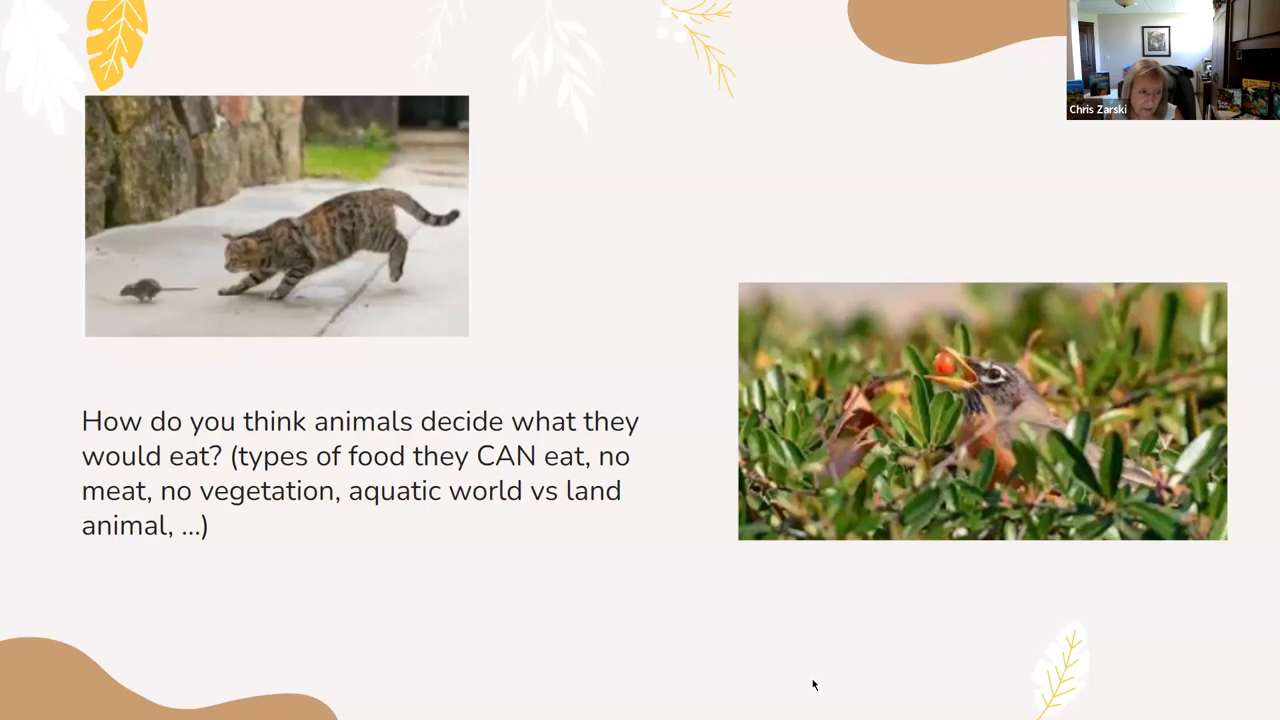 Chris Zarski
How do you think animals decide what they
would eat? (types of food they CAN eat, no
meat, no vegetation, aquatic world vs land
animal, ...)